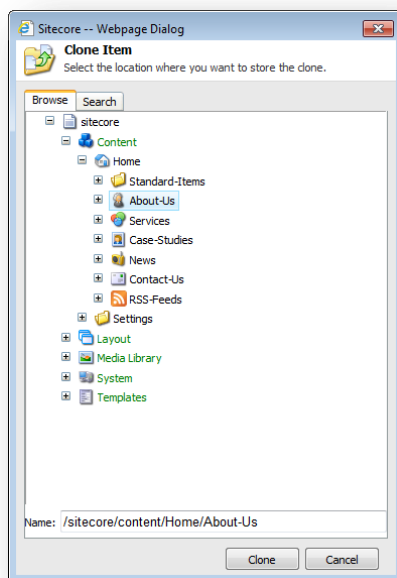 Sitecore -- Webpage Dialog
Clone Item
Select the location where you want to store the clone.
Browse Search
sitecore
Content
Home
Standard-Items
About-Us
Services
Case-Studies
News
Contact-Us
RSS-Feeds
Settings
Layout
Media Library
System
Templates
Name: /sitecore/content/Home/About-Us
Clone Cancel